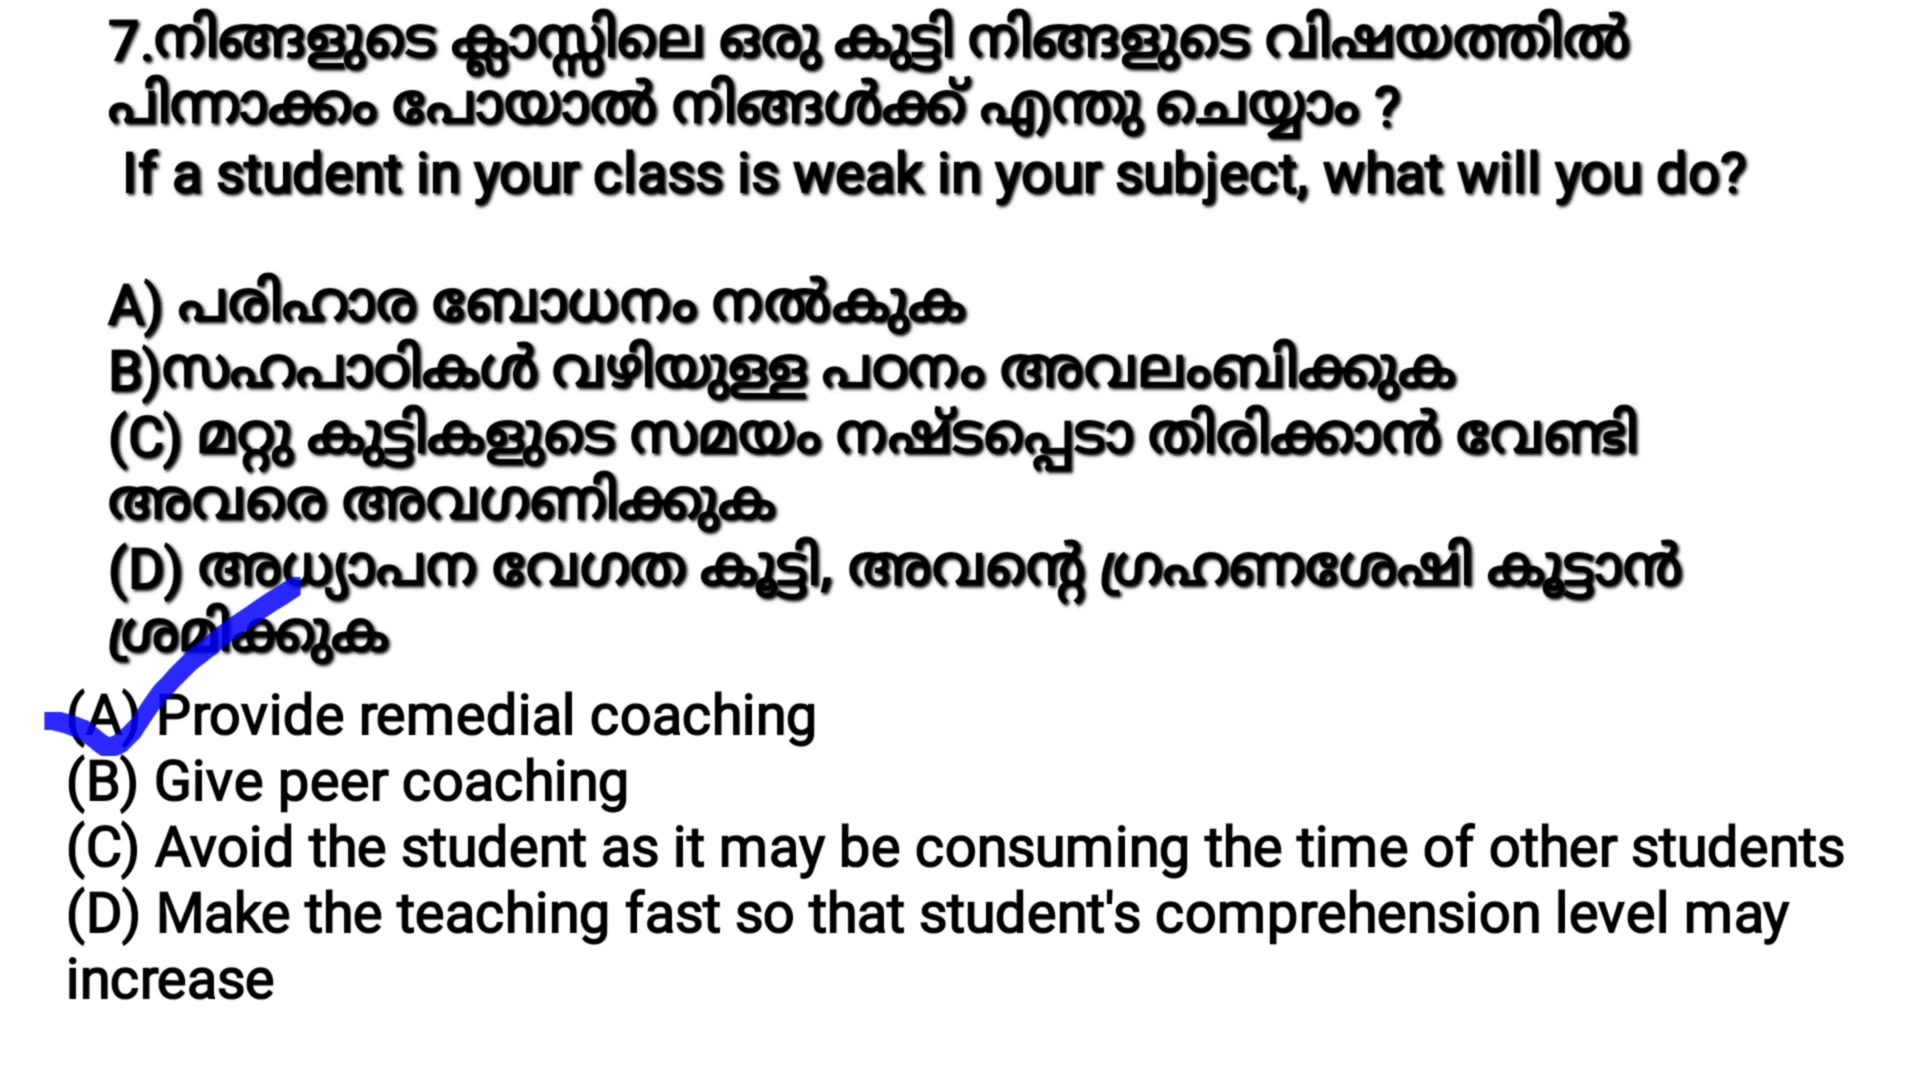 7.നിങ്ങളുടെ ക്ലാസ്സിലെ ഒരു കുട്ടി നിങ്ങളുടെ വിഷയത്തിൽ
പിന്നാക്കം പോയാൽ നിങ്ങൾക്ക് എന്തു ചെയ്യാം ?
If a student in your class is weak in your subject, what will you do?
A) പരിഹാര ബോധനം നൽകുക
B)സഹപാഠികൾ വഴിയുള്ള പഠനം അവലംബിക്കുക
(C) മറ്റു കുട്ടികളുടെ സമയം നഷ്ടപ്പെടാ തിരിക്കാൻ വേണ്ടി
അവരെ അവഗണിക്കുക
(D) അധ്യാപന വേഗത കൂട്ടി, അവന്റെ ഗ്രഹണശേഷി കൂട്ടാൻ
ശ്രമിക്കുക
(A) Provide remedial coaching
(B) Give peer coaching
(C) Avoid the student as it may be consuming the time of other students
(D) Make the teaching fast so that student's comprehension level may
increase